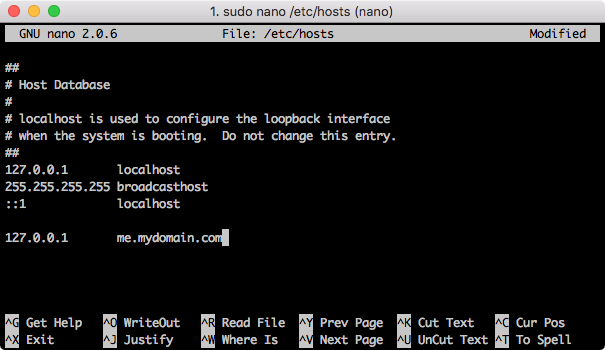 1. sudo nano /etc/hosts (nano)
GNU nano 2.0.6 File: /etc/hosts Modified
##
# Host Database
#
# localhost is used to configure the loopback interface
# when the system is booting.  Do not change this entry.
##
127.0.0.1       localhost
255.255.255.255 broadcasthost
::1             localhost
127.0.0.1       me.mydomain.com
^G Get Help  ^O WriteOut  ^R Read File ^Y Prev Page ^K Cut Text  ^C Cur Pos
^X Exit      ^J Justify   ^W Where Is  ^V Next Page ^U UnCut Text ^T To Spell